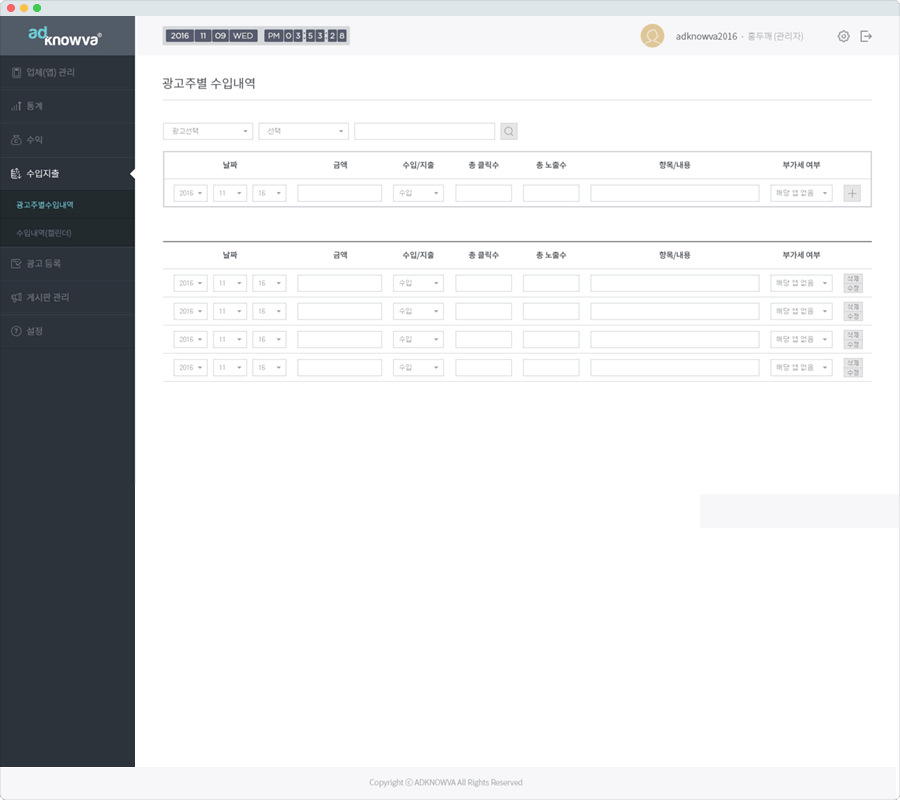 adknowva
2016 11 09 WED PM 03:53:28
adknowva2016 · 홍두깨 (관리자)
업체(앱) 관리
통계
수익
수입지출
광고주별수입내역
수입내역(캘린더)
광고 등록
게시판 관리
설정
광고주별 수입내역
광고선택 선택
날짜 금액 수입/지출 총 클릭수 총 노출수 항목/내용 부가세 여부
2016 11 16 수입 해당 앱 없음 +
날짜 금액 수입/지출 총 클릭수 총 노출수 항목/내용 부가세 여부
2016 11 16 수입 해당 앱 없음 삭제
수정
2016 11 16 수입 해당 앱 없음 삭제
수정
2016 11 16 수입 해당 앱 없음 삭제
수정
2016 11 16 수입 해당 앱 없음 삭제
수정
Copyright ⓒ ADKNOWVA All Rights Reserved